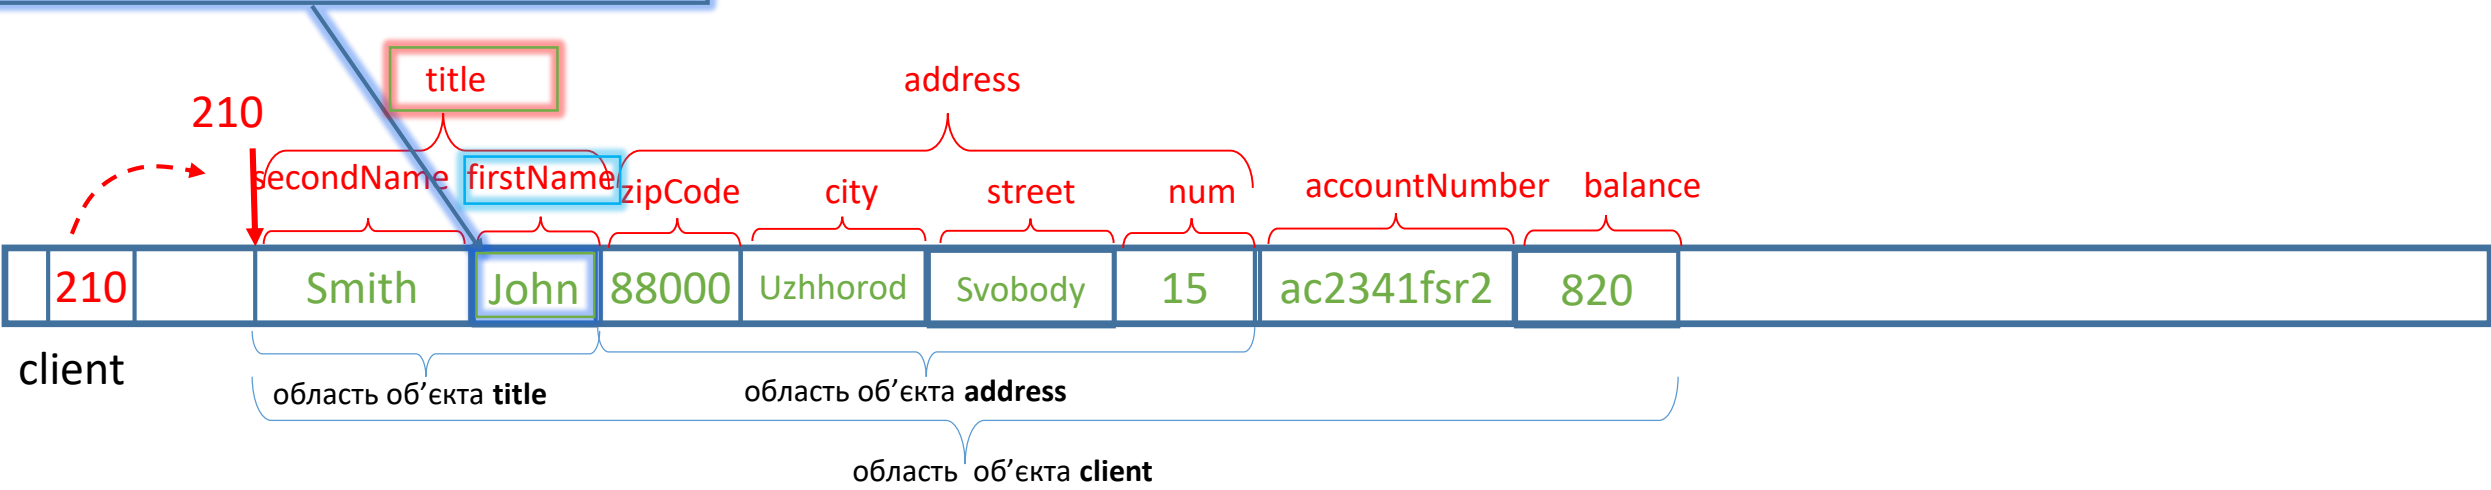 title
address
210
secondName firstName zipCode city street num accountNumber balance
210 Smith John 88000 Uzhhorod Svobody 15 ac2341fsr2 820
client
область об’єкта title
область об’єкта address
область об’єкта client